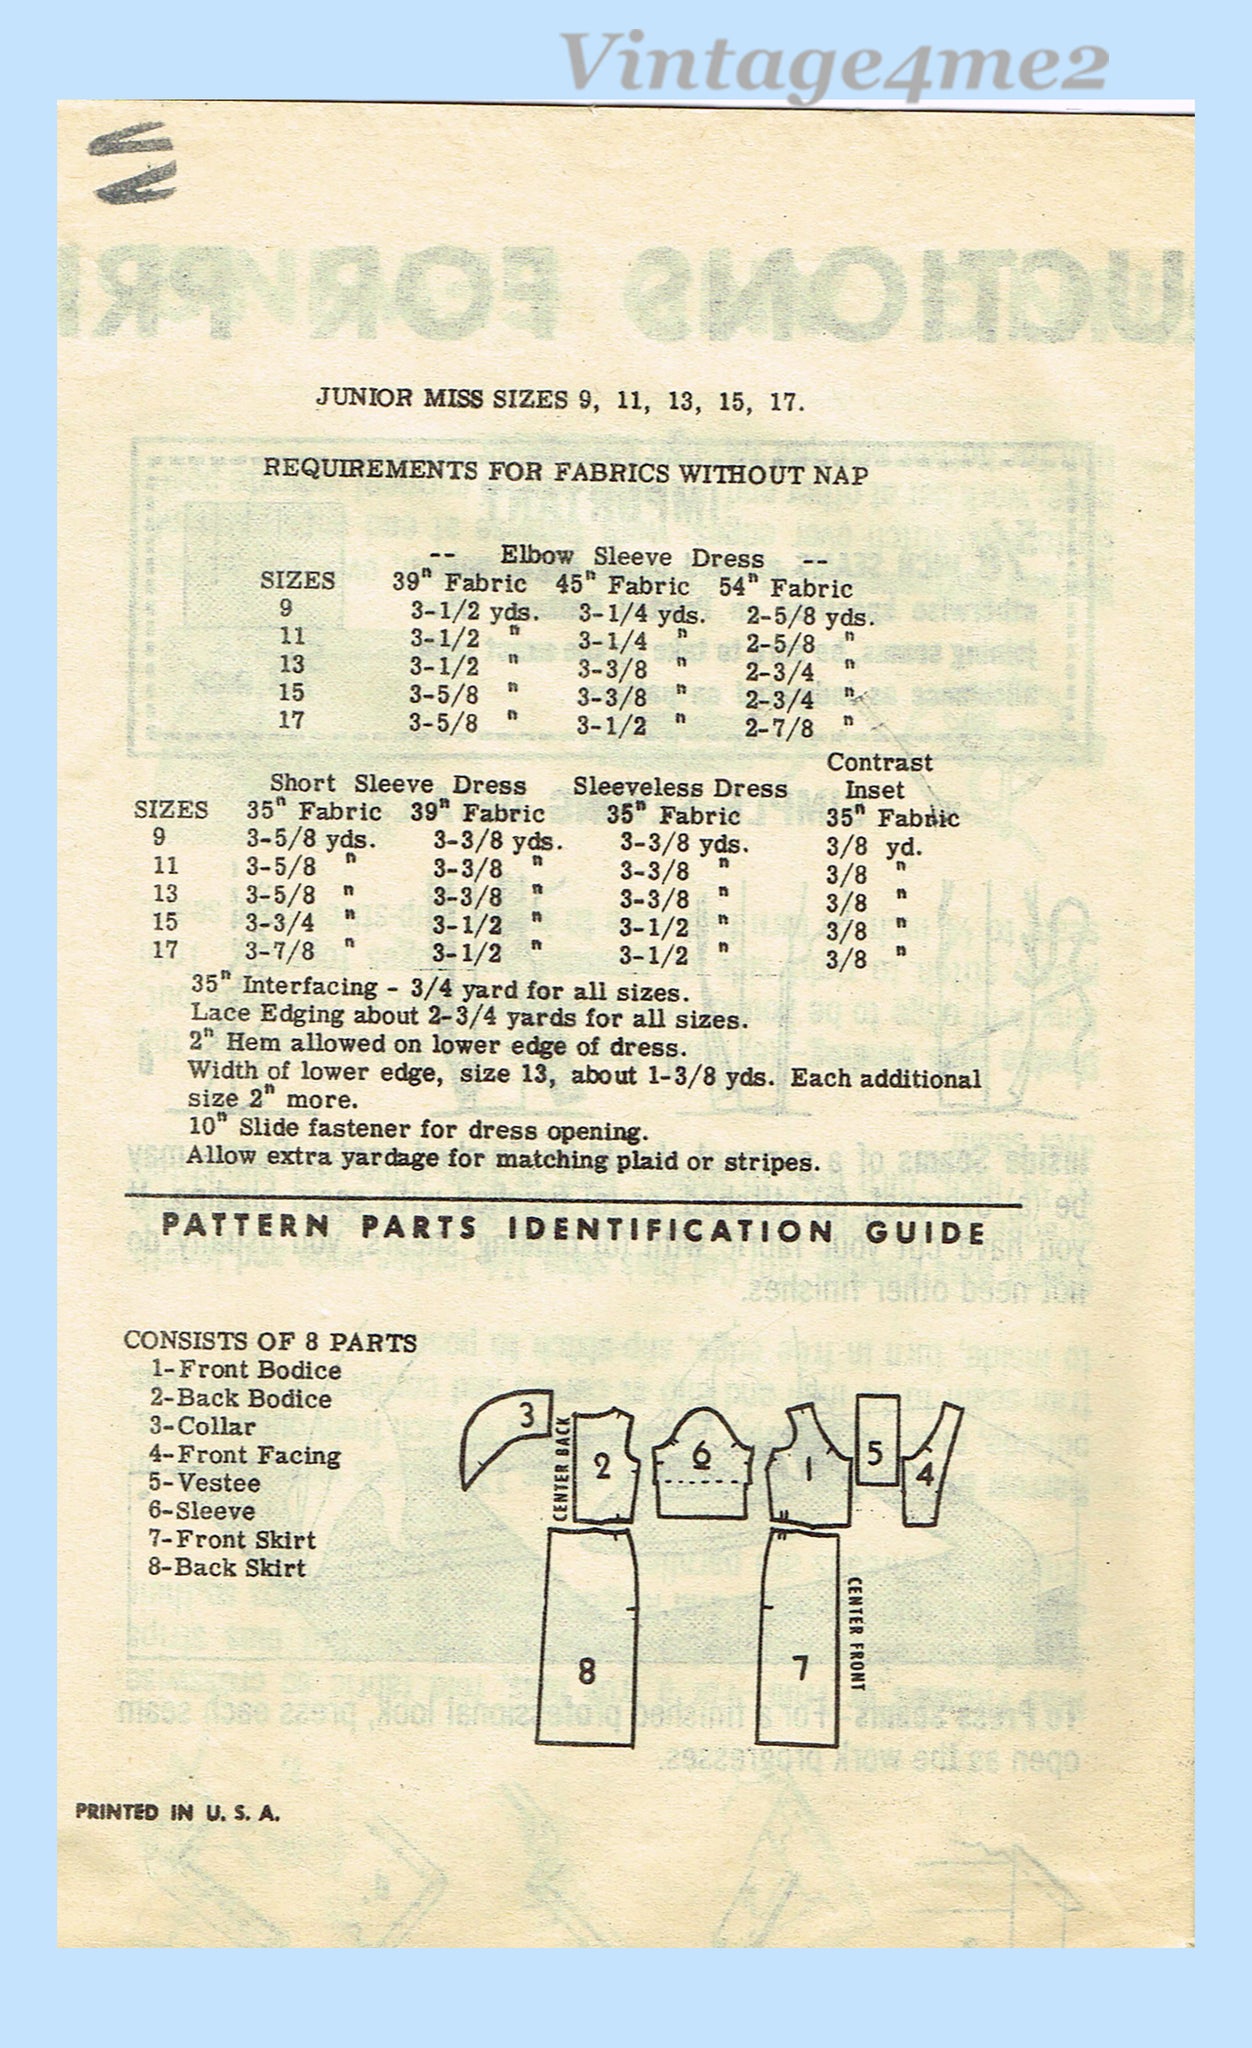 Vintage4me2
JUNIOR MISS SIZES 9, 11, 13, 15, 17.
REQUIREMENTS FOR FABRICS WITHOUT NAP
-- Elbow Sleeve Dress --
SIZES 39" Fabric 45" Fabric 54" Fabric
9 3-1/2 yds. 3-1/4 yds. 2-5/8 yds.
11 3-1/2 " 3-1/4 " 2-5/8 "
13 3-1/2 " 3-3/8 " 2-3/4 "
15 3-5/8 " 3-3/8 " 2-3/4 "
17 3-5/8 " 3-1/2 " 2-7/8 "
Contrast
Short Sleeve Dress Sleeveless Dress Inset
SIZES 35" Fabric 39" Fabric 35" Fabric 35" Fabric
9 3-5/8 yds. 3-3/8 yds. 3-3/8 yds. 3/8 yd.
11 3-5/8 " 3-3/8 " 3-3/8 " 3/8 "
13 3-5/8 " 3-3/8 " 3-3/8 " 3/8 "
15 3-3/4 " 3-1/2 " 3-1/2 " 3/8 "
17 3-7/8 " 3-1/2 " 3-1/2 " 3/8 "
35" Interfacing - 3/4 yard for all sizes.
Lace Edging about 2-3/4 yards for all sizes.
2" Hem allowed on lower edge of dress.
Width of lower edge, size 13, about 1-3/8 yds. Each additional
size 2" more.
10" Slide fastener for dress opening.
Allow extra yardage for matching plaid or stripes.
PATTERN PARTS IDENTIFICATION GUIDE
CONSISTS OF 8 PARTS
1-Front Bodice
2-Back Bodice
3-Collar
4-Front Facing
5-Vestee
6-Sleeve
7-Front Skirt
8-Back Skirt
3
CENTER BACK
2
6
1
5
4
8
7
CENTER FRONT
PRINTED IN U. S. A.